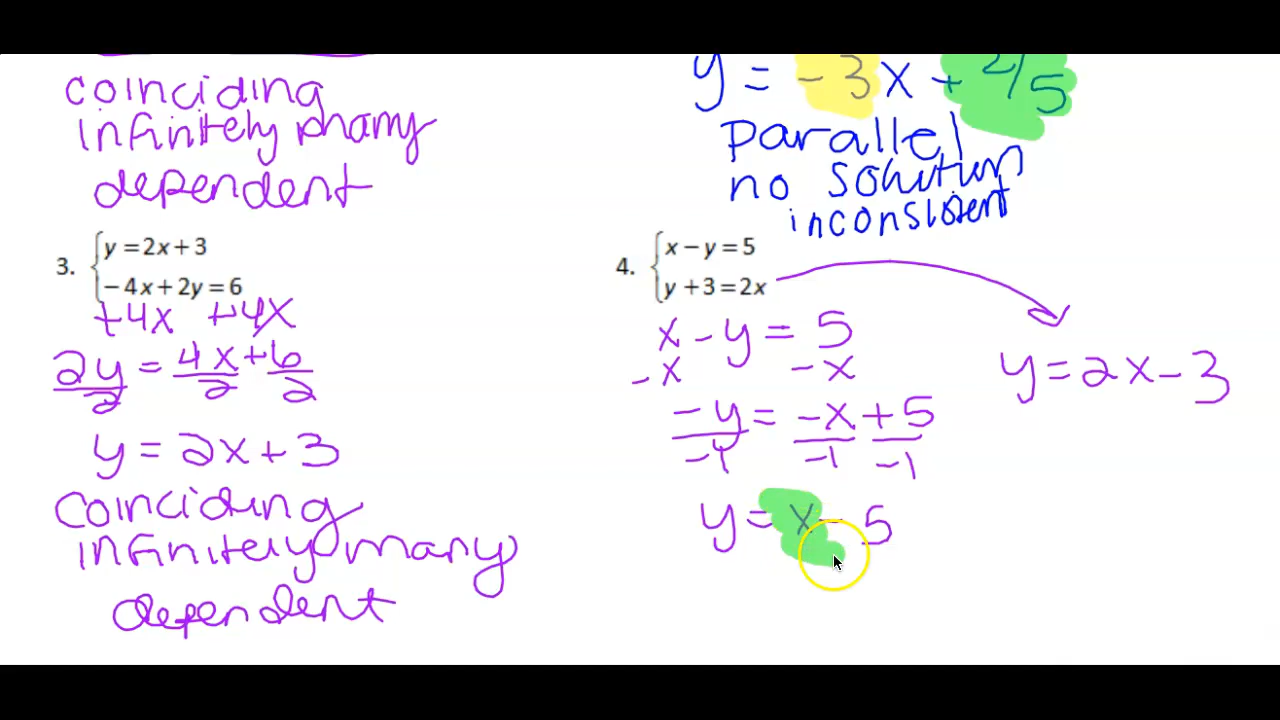 coinciding
infinitely many
dependent
y = -3x + 2/5
parallel
no solution
inconsistent
3. { y = 2x + 3
-4x + 2y = 6
+4x +4x
2y = 4x + 6
2 2 2
y = 2x + 3
Coinciding
infinitely many
dependent
4. { x - y = 5
y + 3 = 2x
x - y = 5
-x -x
-y = -x + 5
-1 -1 -1
y = x - 5
y = 2x - 3